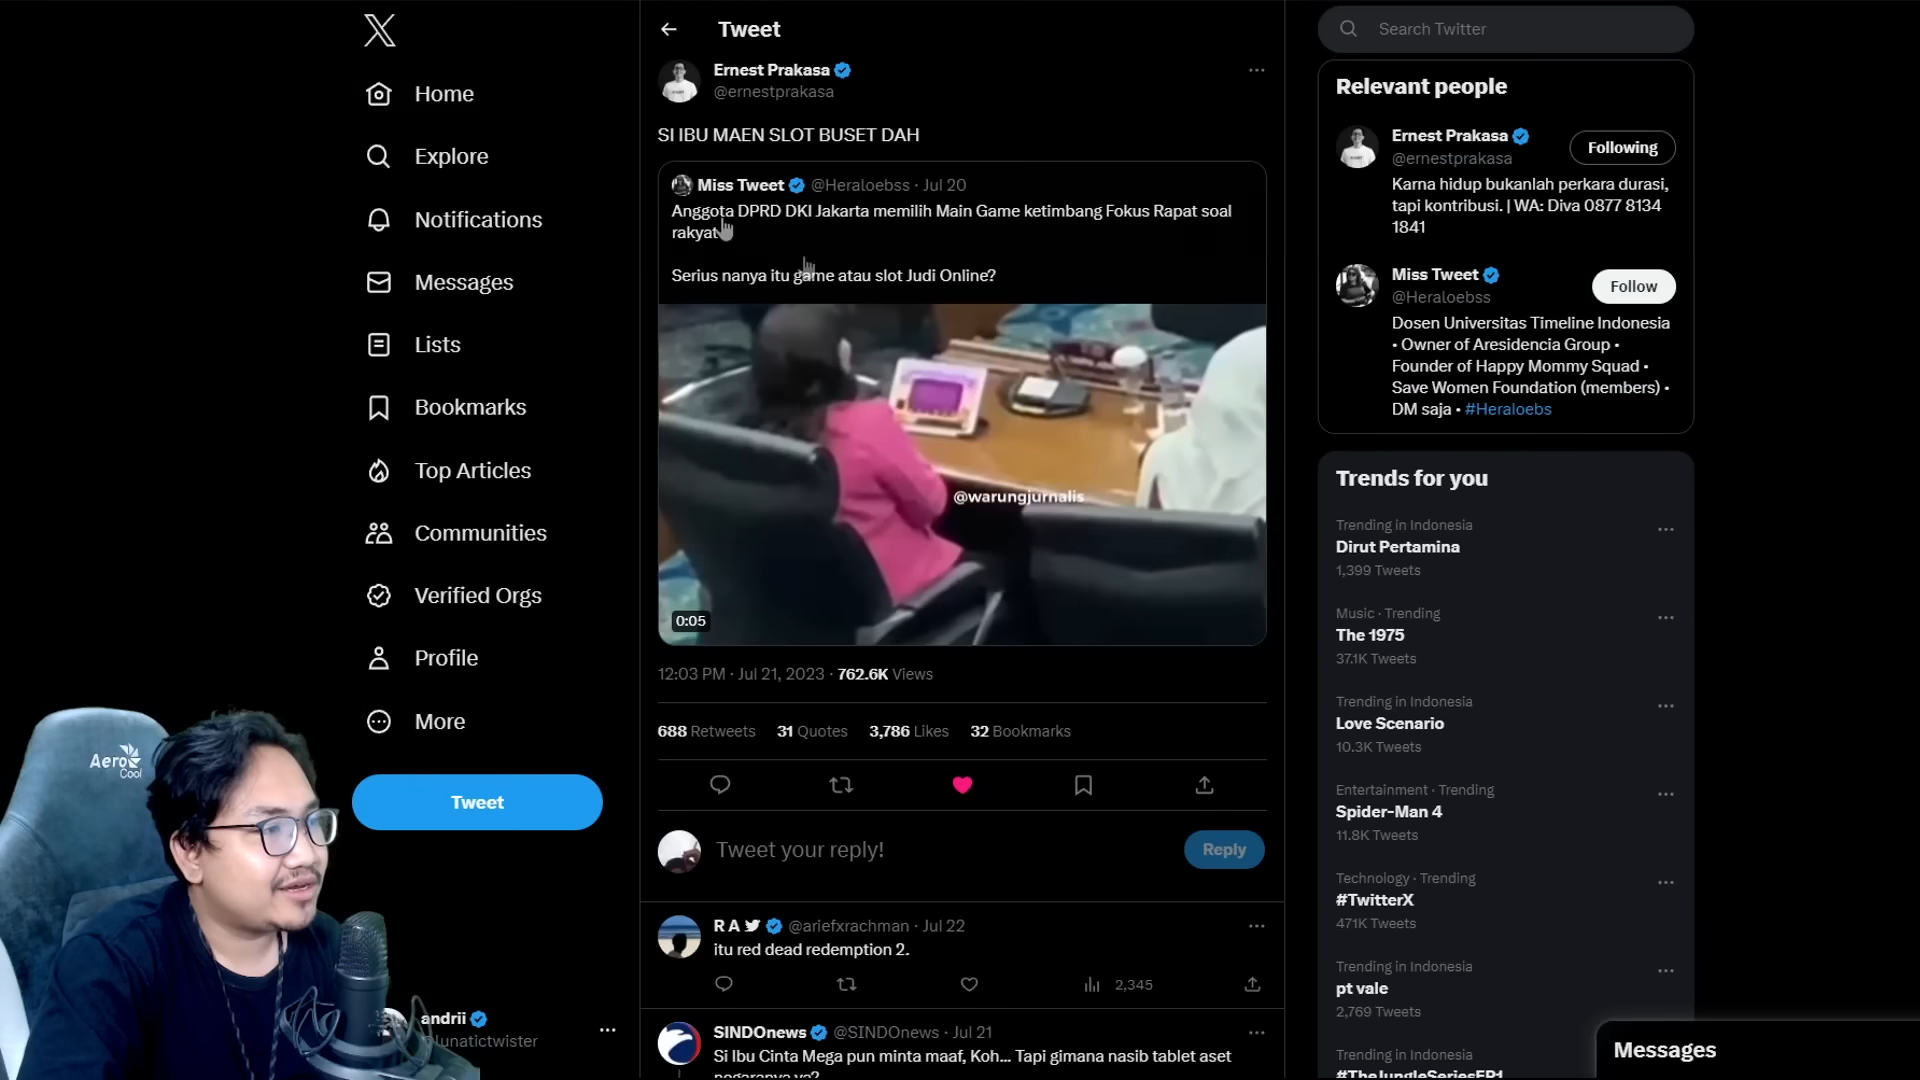 Home
Explore
Notifications
Messages
Lists
Bookmarks
Top Articles
Communities
Verified Orgs
Profile
More
Tweet
andrii
lunatictwister
Aero
Cool
Tweet
Ernest Prakasa
@ernestprakasa
SI IBU MAEN SLOT BUSET DAH
Miss Tweet @Heraloebss · Jul 20
Anggota DPRD DKI Jakarta memilih Main Game ketimbang Fokus Rapat soal
rakyat
Serius nanya itu game atau slot Judi Online?
@warungjurnalis
0:05
12:03 PM · Jul 21, 2023 · 762.6K Views
688 Retweets 31 Quotes 3,786 Likes 32 Bookmarks
Tweet your reply!
Reply
R A @ariefxrachman · Jul 22
itu red dead redemption 2.
2,345
SINDOnews @SINDOnews · Jul 21
Si Ibu Cinta Mega pun minta maaf, Koh... Tapi gimana nasib tablet aset
negaranya ya?
Search Twitter
Relevant people
Ernest Prakasa
@ernestprakasa
Following
Karna hidup bukanlah perkara durasi,
tapi kontribusi. | WA: Diva 0877 8134
1841
Miss Tweet
@Heraloebss
Follow
Dosen Universitas Timeline Indonesia
• Owner of Aresidencia Group •
Founder of Happy Mommy Squad •
Save Women Foundation (members) •
DM saja • #Heraloebs
Trends for you
Trending in Indonesia
Dirut Pertamina
1,399 Tweets
Music · Trending
The 1975
37.1K Tweets
Trending in Indonesia
Love Scenario
10.3K Tweets
Entertainment · Trending
Spider-Man 4
11.8K Tweets
Technology · Trending
#TwitterX
471K Tweets
Trending in Indonesia
pt vale
2,769 Tweets
Trending in Indonesia
#TheJungleSeriesEP1
Messages